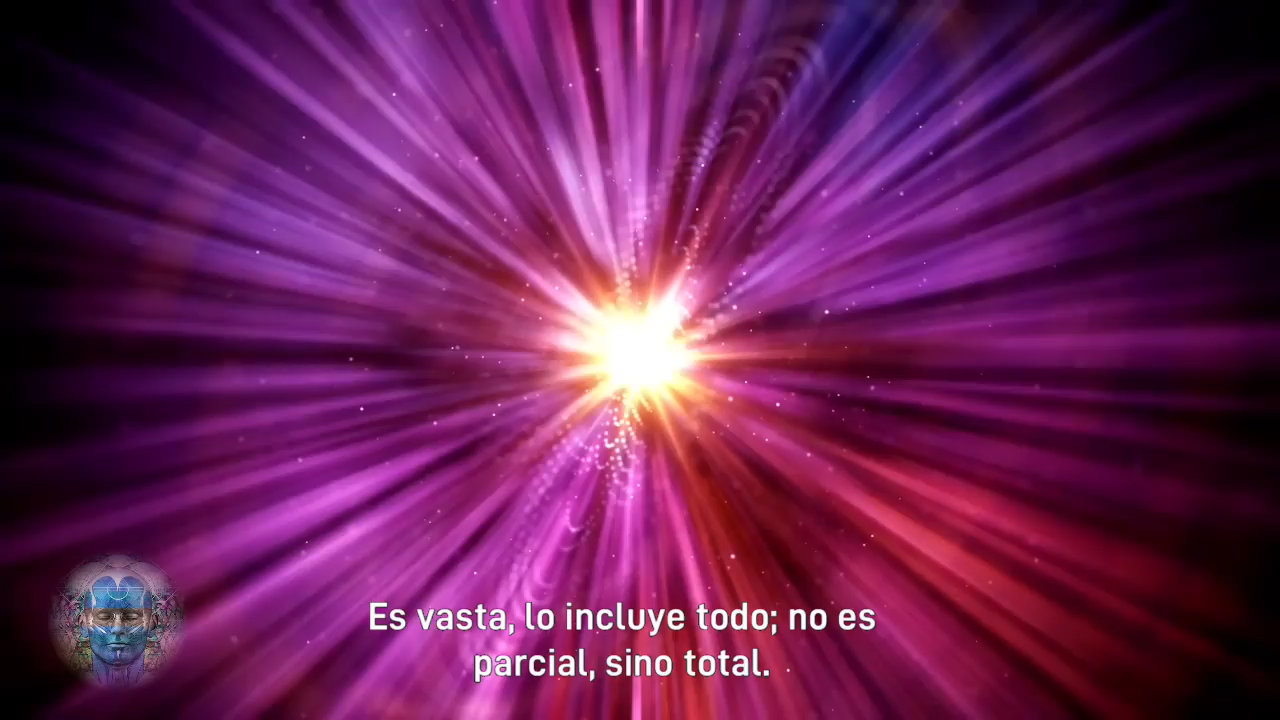 Es vasta, lo incluye todo; no es
parcial, sino total.